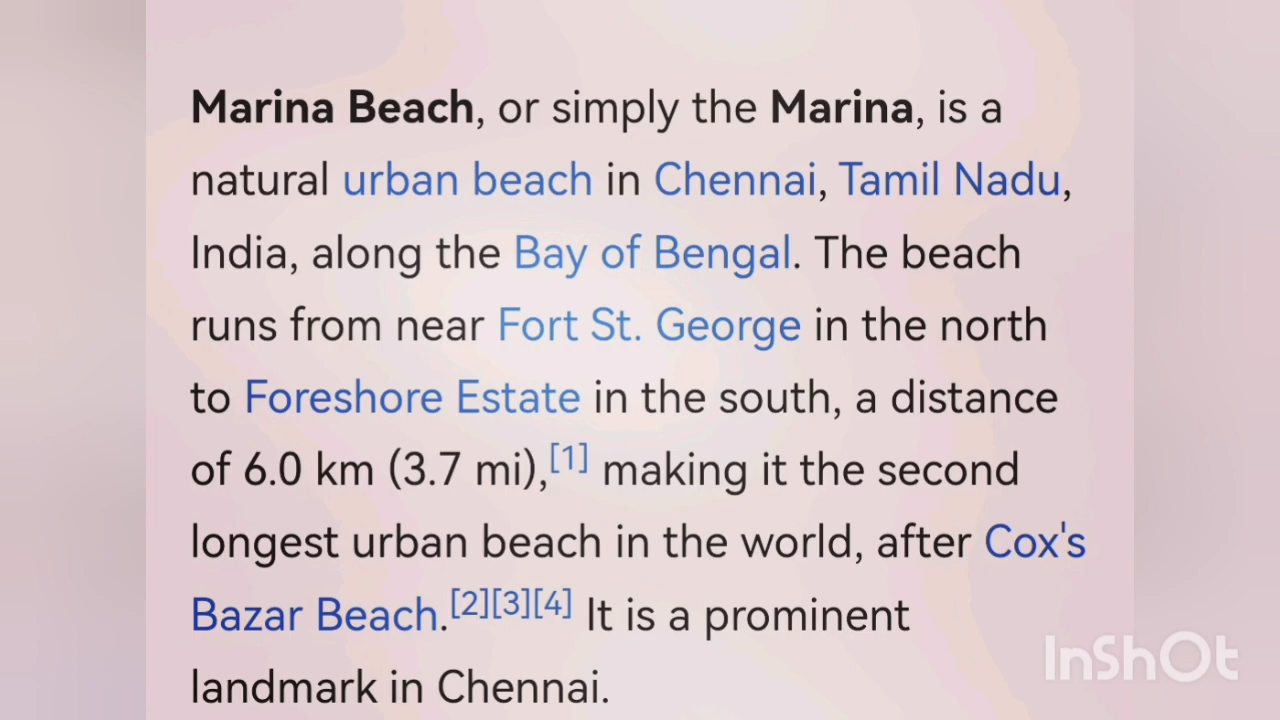 Marina Beach, or simply the Marina, is a
natural urban beach in Chennai, Tamil Nadu,
India, along the Bay of Bengal. The beach
runs from near Fort St. George in the north
to Foreshore Estate in the south, a distance
of 6.0 km (3.7 mi),[1] making it the second
longest urban beach in the world, after Cox's
Bazar Beach.[2][3][4] It is a prominent
landmark in Chennai.
InShOt